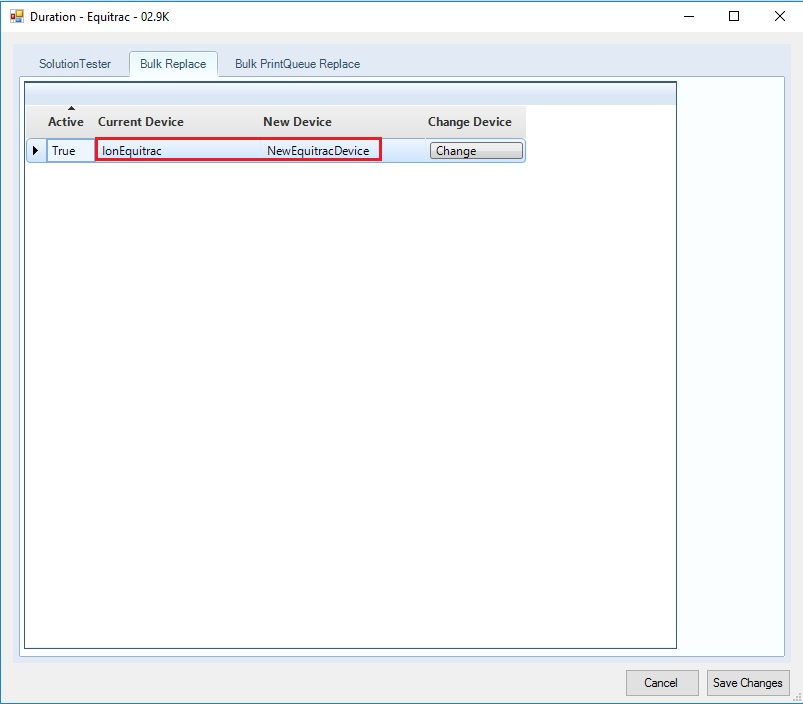 Duration - Equitrac - 02.9K
SolutionTester Bulk Replace Bulk PrintQueue Replace
Active Current Device New Device Change Device
True IonEquitrac NewEquitracDevice Change
Cancel Save Changes